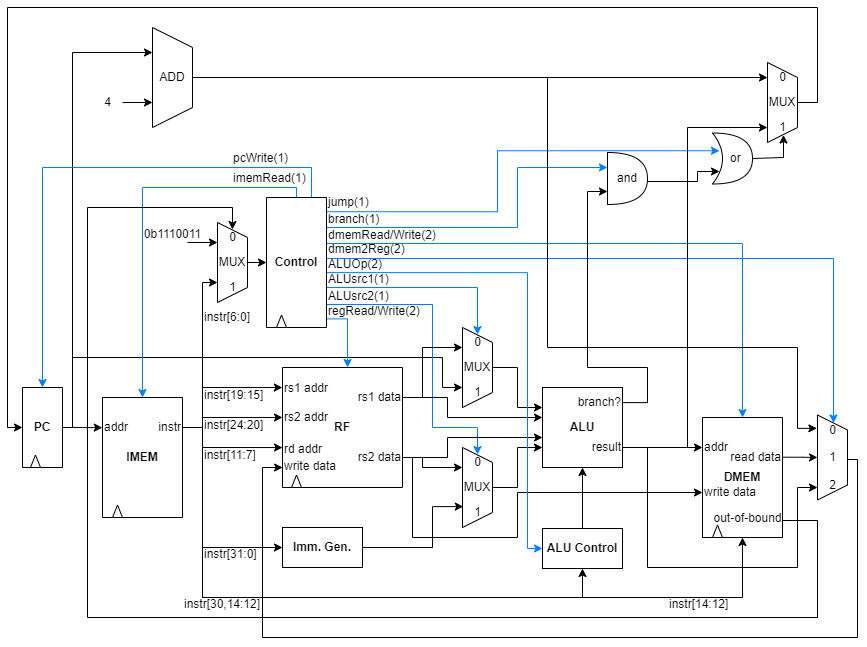 0
ADD
MUX
4
1
pcWrite(1)
or
imemRead(1)
and
jump(1)
branch(1)
0b1110011
0
dmemRead/Write(2)
dmem2Reg(2)
MUX
Control
ALUOp(2)
1
ALUsrc1(1)
ALUsrc2(1)
instr[6:0]
regRead/Write(2)
0
MUX
1
instr[19:15]
rs1 addr
rs1 data
instr[24:20]
rs2 addr
RF
branch?
ALU
PC
addr
instr
IMEM
instr[11:7]
rd addr
write data
rs2 data
result
0
MUX
1
addr
read data
DMEM
write data
out-of-bound
0
1
2
instr[31:0]
Imm. Gen.
ALU Control
instr[30,14:12]
instr[14:12]